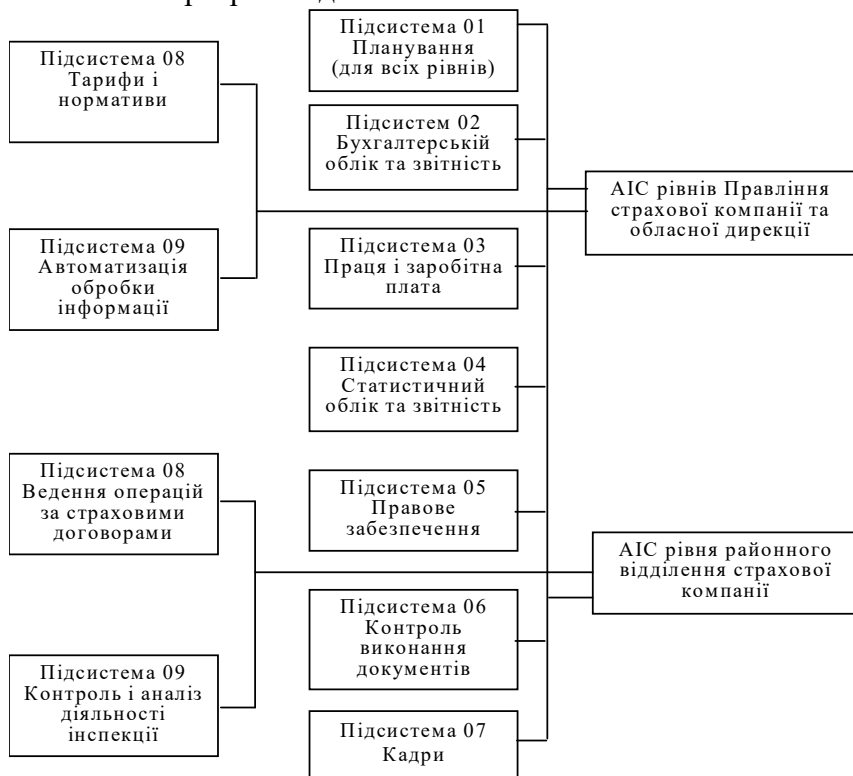 Підсистема 08
Тарифи і
нормативи
Підсистема 09
Автоматизація
обробки
інформації
Підсистема 08
Ведення операцій
за страховими
договорами
Підсистема 09
Контроль і аналіз
діяльності
інспекції
Підсистема 01
Планування
(для всіх рівнів)
Підсистем 02
Бухгалтерській
облік та звітність
Підсистема 03
Праця і заробітна
плата
Підсистема 04
Статистичний
облік та звітність
Підсистема 05
Правове
забезпечення
Підсистема 06
Контроль
виконання
документів
Підсистема 07
Кадри
АІС рівнів Правління
страхової компанії та
обласної дирекції
АІС рівня районного
відділення страхової
компанії